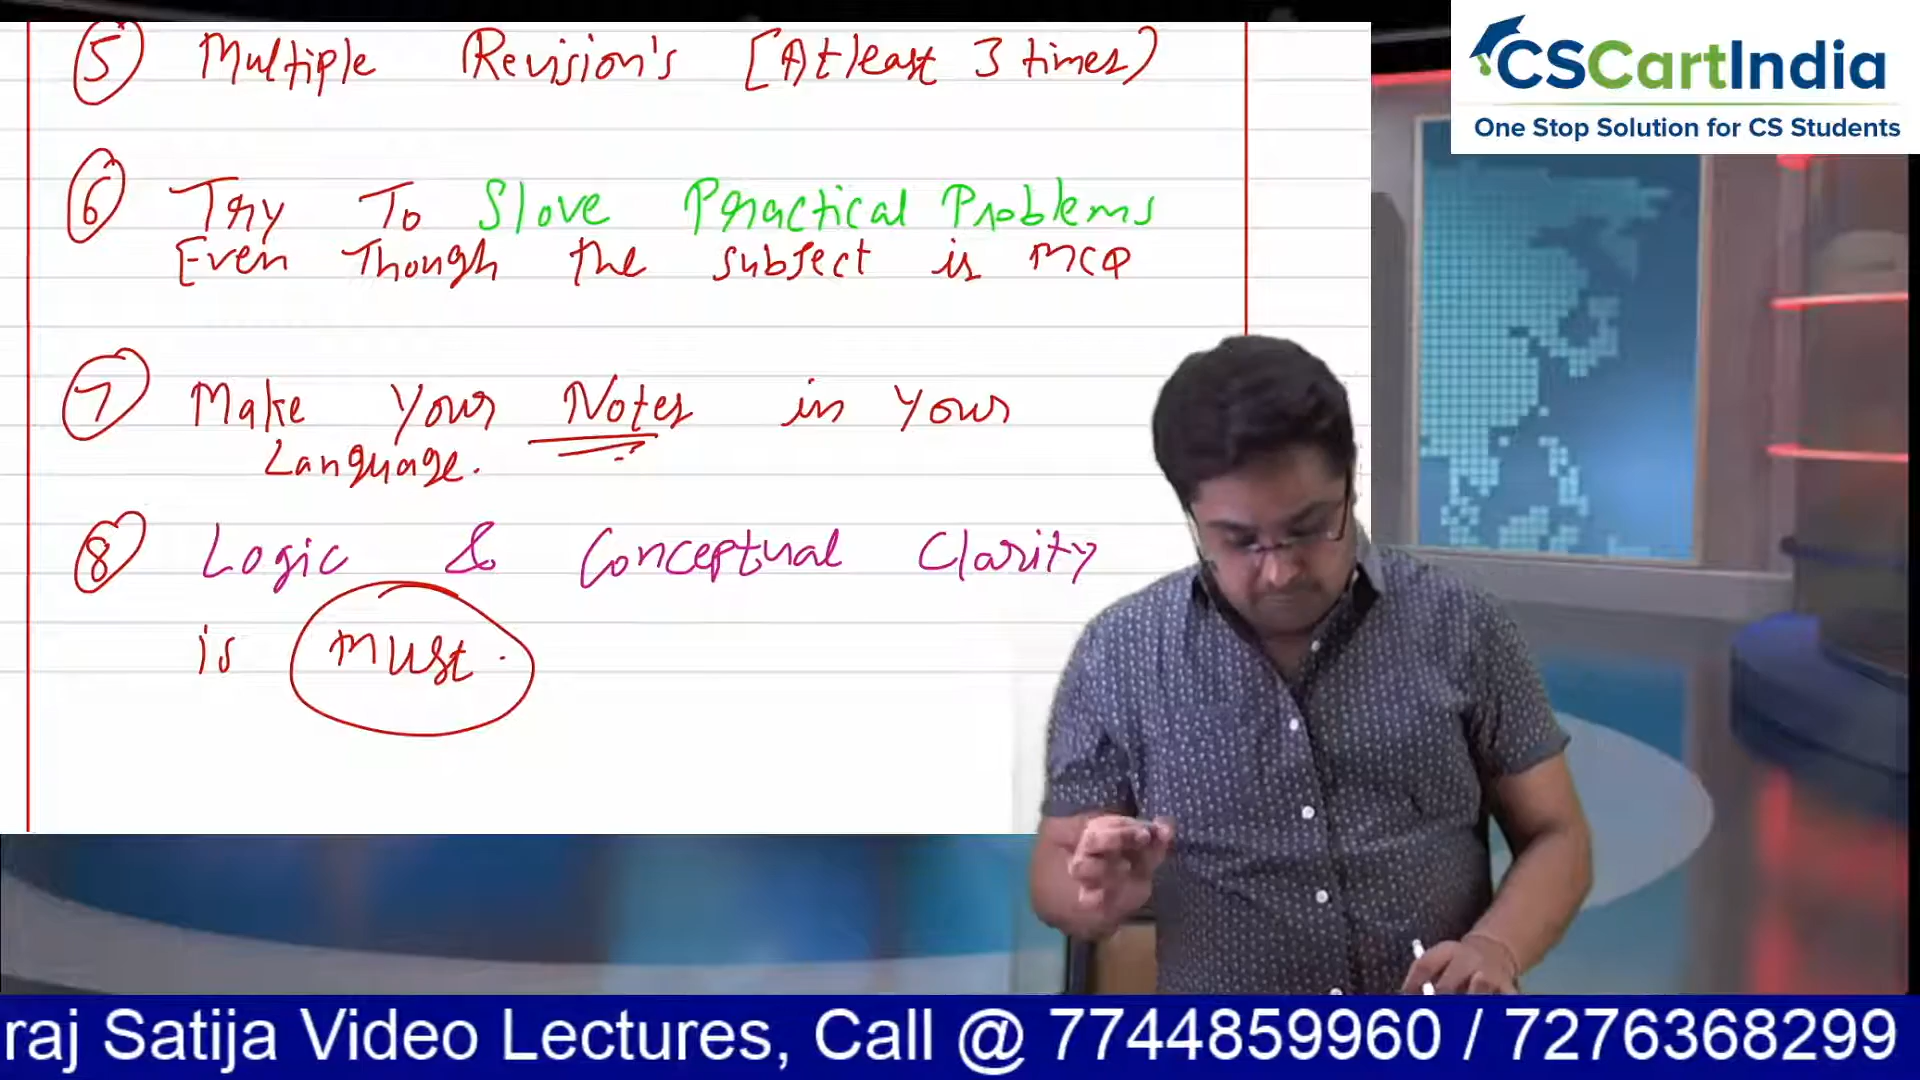 5 Multiple Revision's [Atleast 3 times)
CSCartIndia
One Stop Solution for CS Students
6 Try To Slove Practical Problems
Even Though the subject is MCQ
7 Make Your Notes in Your
Language.
8 Logic & Conceptual Clarity
is Must.
raj Satija Video Lectures, Call @ 7744859960 / 7276368299